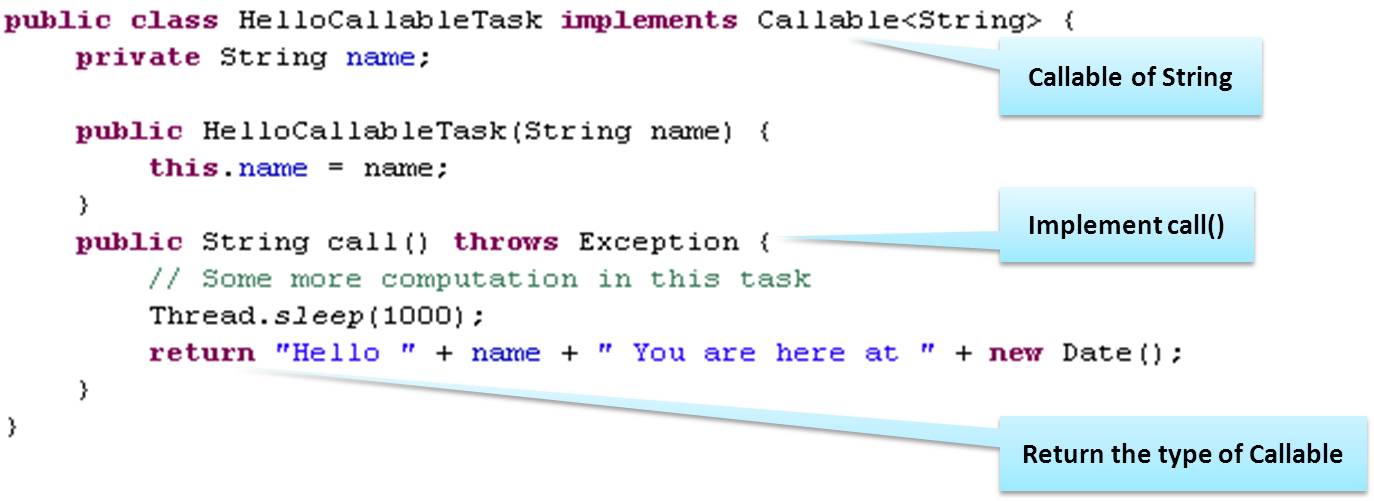 public class HelloCallableTask implements Callable<String> {
private String name;
Callable of String
public HelloCallableTask(String name) {
this.name = name;
}
Implement call()
public String call() throws Exception {
// Some more computation in this task
Thread.sleep(1000);
return "Hello " + name + " You are here at " + new Date();
}
}
Return the type of Callable